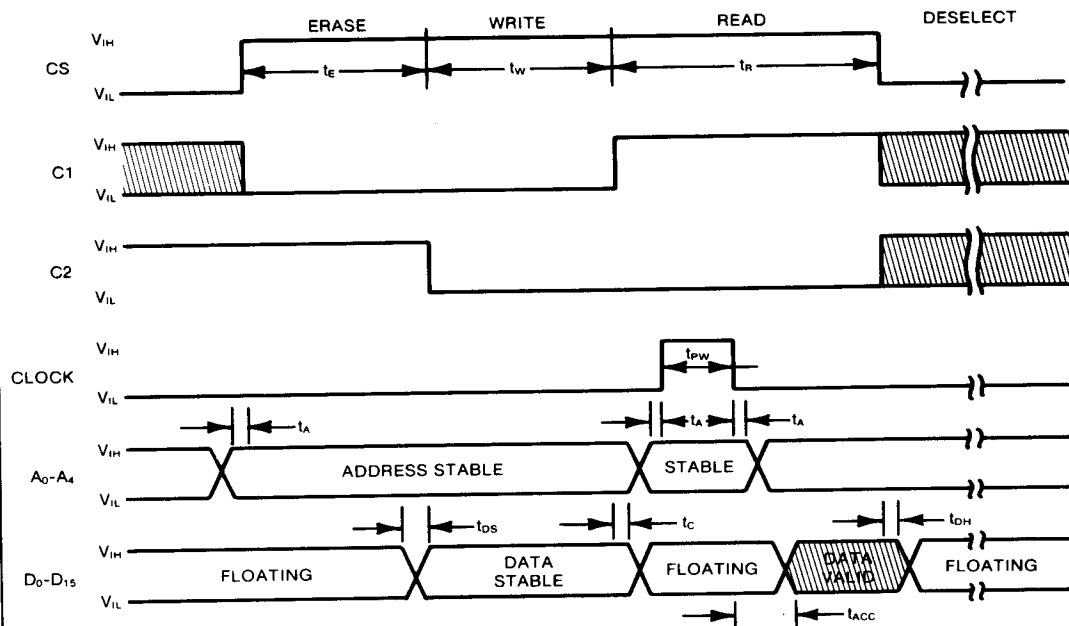 ERASE WRITE READ DESELECT
VIH
CS
tE tW tR
VIL
VIH
C1
VIL
VIH
C2
VIL
VIH
tPW
CLOCK
VIL
tA tA tA
VIH
A0-A4 ADDRESS STABLE STABLE
VIL
tDS tC tDH
VIH
D0-D15 FLOATING DATA STABLE FLOATING DATA VALID FLOATING
VIL
tACC